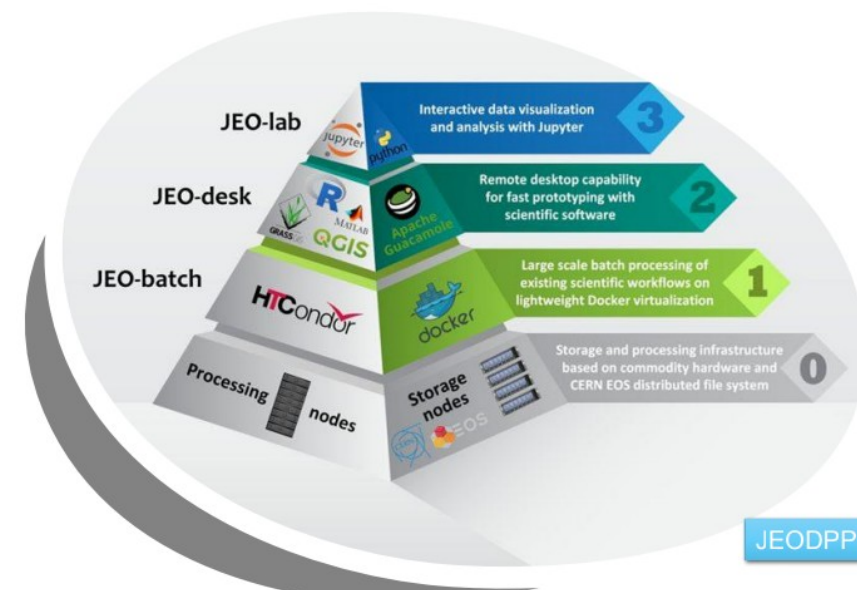 JEO-lab
jupyter
python
Interactive data visualization
and analysis with Jupyter
3
JEO-desk
R
MATLAB
GRASS GIS
QGIS
Apache
Guacamole
Remote desktop capability
for fast prototyping with
scientific software
2
JEO-batch
HTCondor
docker
Large scale batch processing of
existing scientific workflows on
lightweight Docker virtualization
1
Processing
nodes
Storage
nodes
CERN
EOS
Storage and processing infrastructure
based on commodity hardware and
CERN EOS distributed file system
0
JEODPP